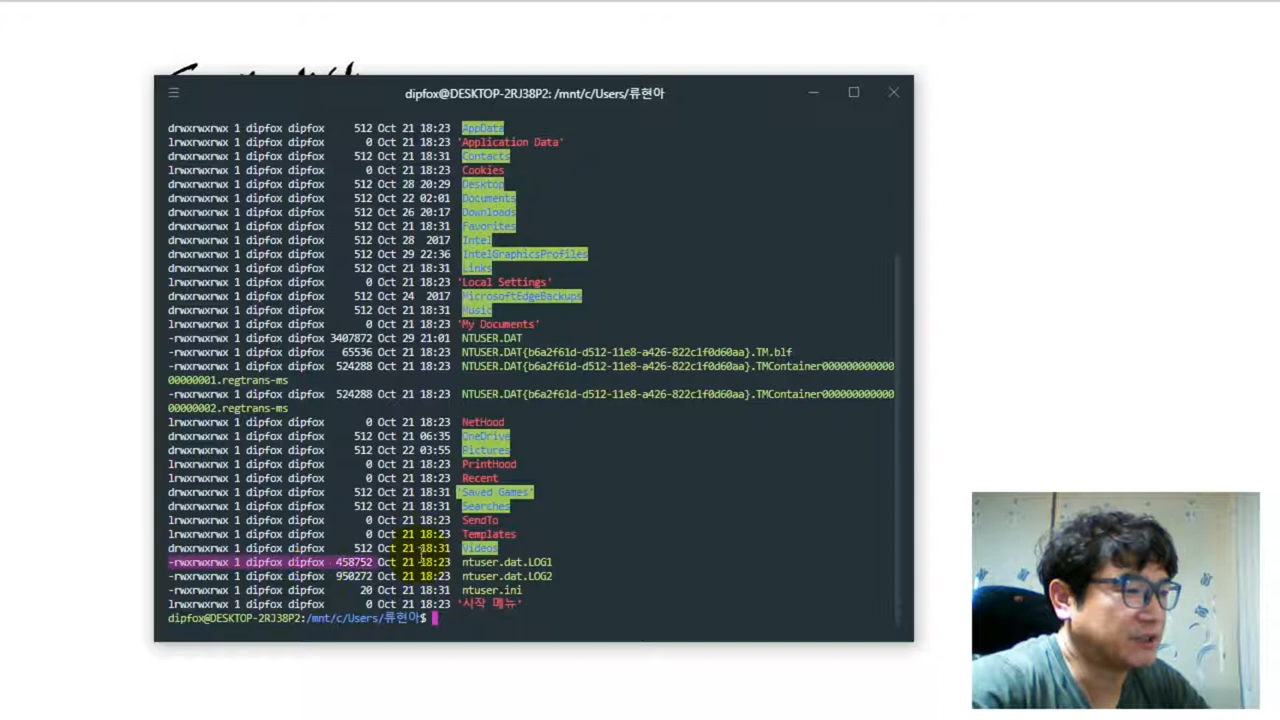 dipfox@DESKTOP-2RJ38P2: /mnt/c/Users/류현아
drwxrwxrwx 1 dipfox dipfox 512 Oct 21 18:23 AppData
lrwxrwxrwx 1 dipfox dipfox 0 Oct 21 18:23 'Application Data'
drwxrwxrwx 1 dipfox dipfox 512 Oct 21 18:31 Contacts
lrwxrwxrwx 1 dipfox dipfox 0 Oct 21 18:23 Cookies
drwxrwxrwx 1 dipfox dipfox 512 Oct 28 20:29 Desktop
drwxrwxrwx 1 dipfox dipfox 512 Oct 22 02:01 Documents
drwxrwxrwx 1 dipfox dipfox 512 Oct 26 20:17 Downloads
drwxrwxrwx 1 dipfox dipfox 512 Oct 21 18:31 Favorites
drwxrwxrwx 1 dipfox dipfox 512 Oct 28 2017 Intel
drwxrwxrwx 1 dipfox dipfox 512 Oct 29 22:36 IntelGraphicsProfiles
drwxrwxrwx 1 dipfox dipfox 512 Oct 21 18:31 Links
lrwxrwxrwx 1 dipfox dipfox 0 Oct 21 18:23 'Local Settings'
drwxrwxrwx 1 dipfox dipfox 512 Oct 24 2017 MicrosoftEdgeBackups
drwxrwxrwx 1 dipfox dipfox 512 Oct 21 18:31 Music
lrwxrwxrwx 1 dipfox dipfox 0 Oct 21 18:23 'My Documents'
-rwxrwxrwx 1 dipfox dipfox 3407872 Oct 29 21:01 NTUSER.DAT
-rwxrwxrwx 1 dipfox dipfox 65536 Oct 21 18:23 NTUSER.DAT{b6a2f61d-d512-11e8-a426-822c1f0d60aa}.TM.blf
-rwxrwxrwx 1 dipfox dipfox 524288 Oct 21 18:23 NTUSER.DAT{b6a2f61d-d512-11e8-a426-822c1f0d60aa}.TMContainer000000000000
00000001.regtrans-ms
-rwxrwxrwx 1 dipfox dipfox 524288 Oct 21 18:23 NTUSER.DAT{b6a2f61d-d512-11e8-a426-822c1f0d60aa}.TMContainer000000000000
00000002.regtrans-ms
lrwxrwxrwx 1 dipfox dipfox 0 Oct 21 18:23 NetHood
drwxrwxrwx 1 dipfox dipfox 512 Oct 21 06:35 OneDrive
drwxrwxrwx 1 dipfox dipfox 512 Oct 22 03:55 Pictures
lrwxrwxrwx 1 dipfox dipfox 0 Oct 21 18:23 PrintHood
lrwxrwxrwx 1 dipfox dipfox 0 Oct 21 18:23 Recent
drwxrwxrwx 1 dipfox dipfox 512 Oct 21 18:31 'Saved Games'
drwxrwxrwx 1 dipfox dipfox 512 Oct 21 18:31 Searches
lrwxrwxrwx 1 dipfox dipfox 0 Oct 21 18:23 SendTo
lrwxrwxrwx 1 dipfox dipfox 0 Oct 21 18:23 Templates
drwxrwxrwx 1 dipfox dipfox 512 Oct 21 18:31 Videos
-rwxrwxrwx 1 dipfox dipfox 458752 Oct 21 18:23 ntuser.dat.LOG1
-rwxrwxrwx 1 dipfox dipfox 950272 Oct 21 18:23 ntuser.dat.LOG2
-rwxrwxrwx 1 dipfox dipfox 20 Oct 21 18:31 ntuser.ini
lrwxrwxrwx 1 dipfox dipfox 0 Oct 21 18:23 '시작 메뉴'
dipfox@DESKTOP-2RJ38P2:/mnt/c/Users/류현아$